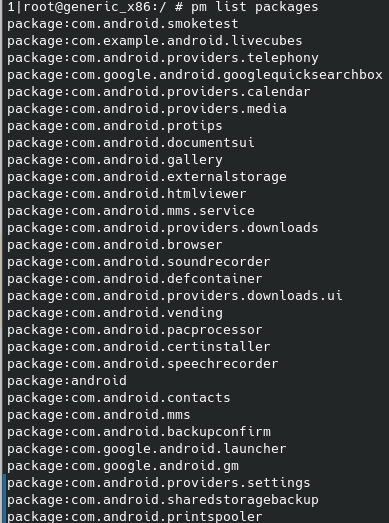 1|root@generic_x86:/ # pm list packages
package:com.android.smoketest
package:com.example.android.livecubes
package:com.android.providers.telephony
package:com.google.android.googlequicksearchbox
package:com.android.providers.calendar
package:com.android.providers.media
package:com.android.protips
package:com.android.documentsui
package:com.android.gallery
package:com.android.externalstorage
package:com.android.htmlviewer
package:com.android.mms.service
package:com.android.providers.downloads
package:com.android.browser
package:com.android.soundrecorder
package:com.android.defcontainer
package:com.android.providers.downloads.ui
package:com.android.vending
package:com.android.pacprocessor
package:com.android.certinstaller
package:com.android.speechrecorder
package:android
package:com.android.contacts
package:com.android.mms
package:com.android.backupconfirm
package:com.google.android.launcher
package:com.google.android.gm
package:com.android.providers.settings
package:com.android.sharedstoragebackup
package:com.android.printspooler